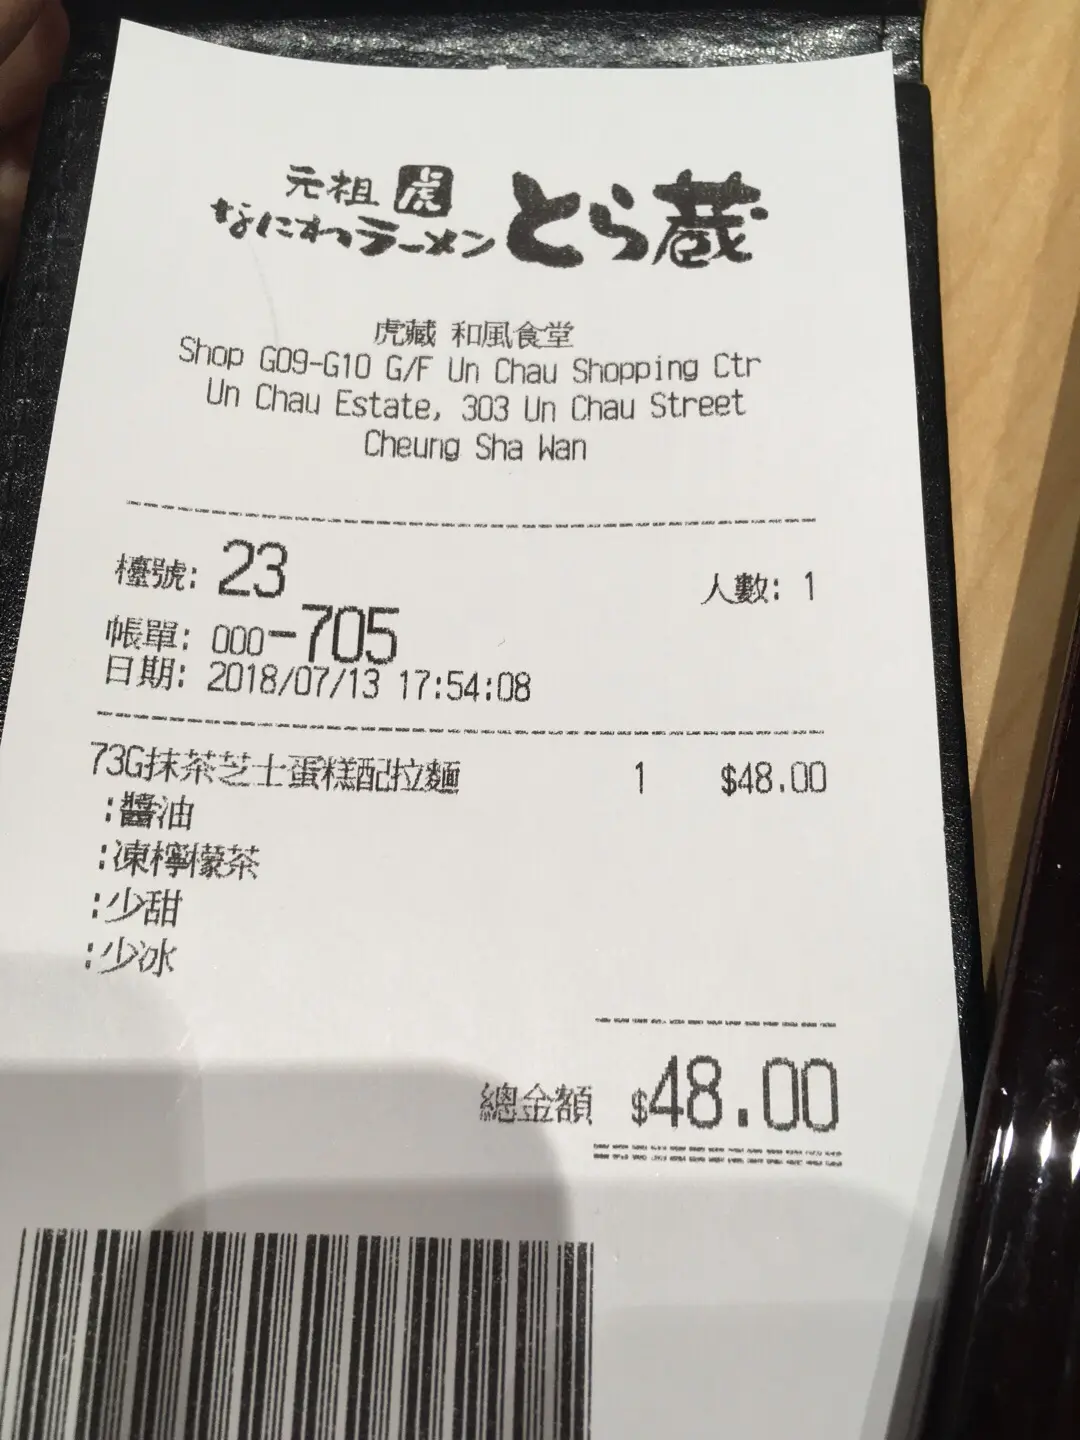 元祖 虎
なにわラーメン とら蔵
虎藏 和風食堂
Shop G09-G10 G/F Un Chau Shopping Ctr
Un Chau Estate, 303 Un Chau Street
Cheung Sha Wan
檯號: 23 人數: 1
帳單: 000-705
日期: 2018/07/13 17:54:08
73G抹茶芝士蛋糕配拉麵 1 $48.00
:醬油
:凍檸檬茶
:少甜
:少冰
總金額 $48.00